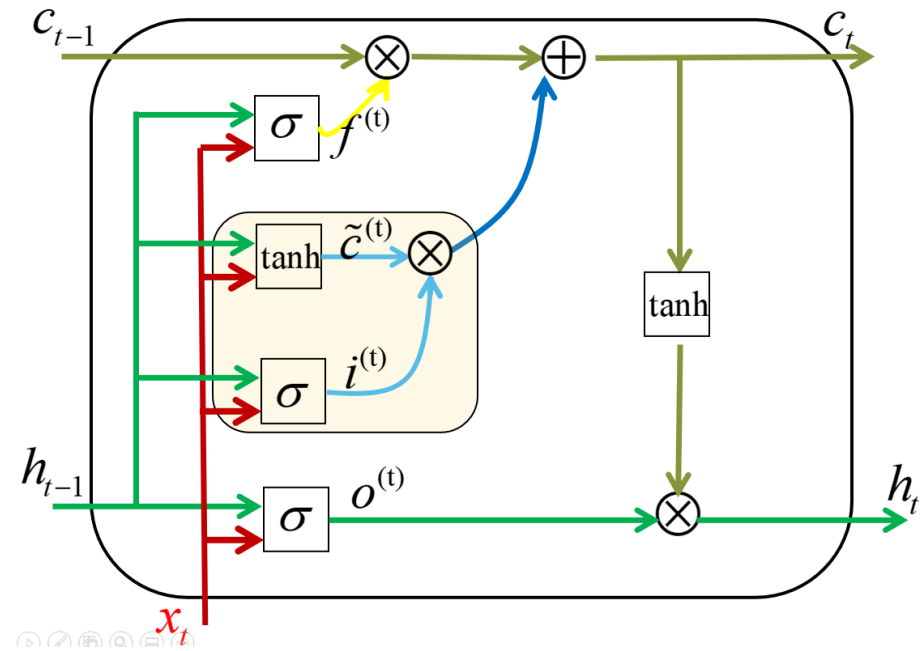 c_{t-1}
c_t
σ
f^{(t)}
tanh
c̃^{(t)}
tanh
i^{(t)}
σ
h_{t-1}
o^{(t)}
h_t
σ
x_t